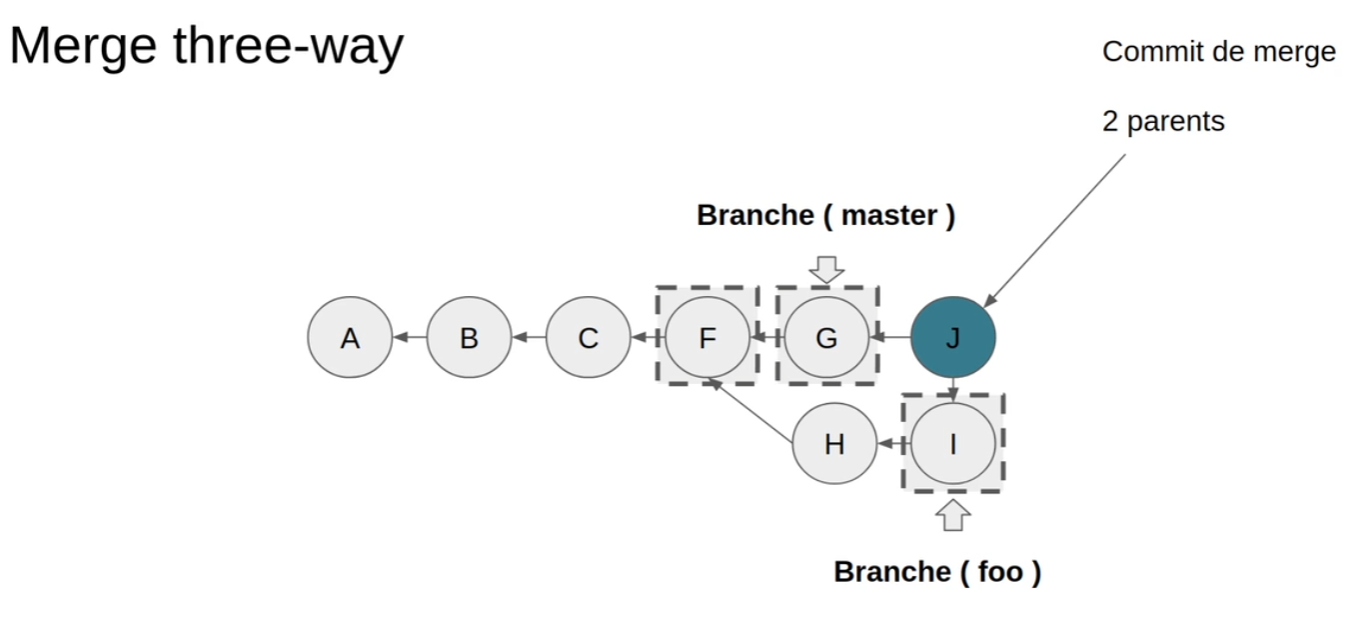 Merge three-way
Commit de merge
2 parents
Branche ( master )
A
B
C
F
G
J
H
I
Branche ( foo )